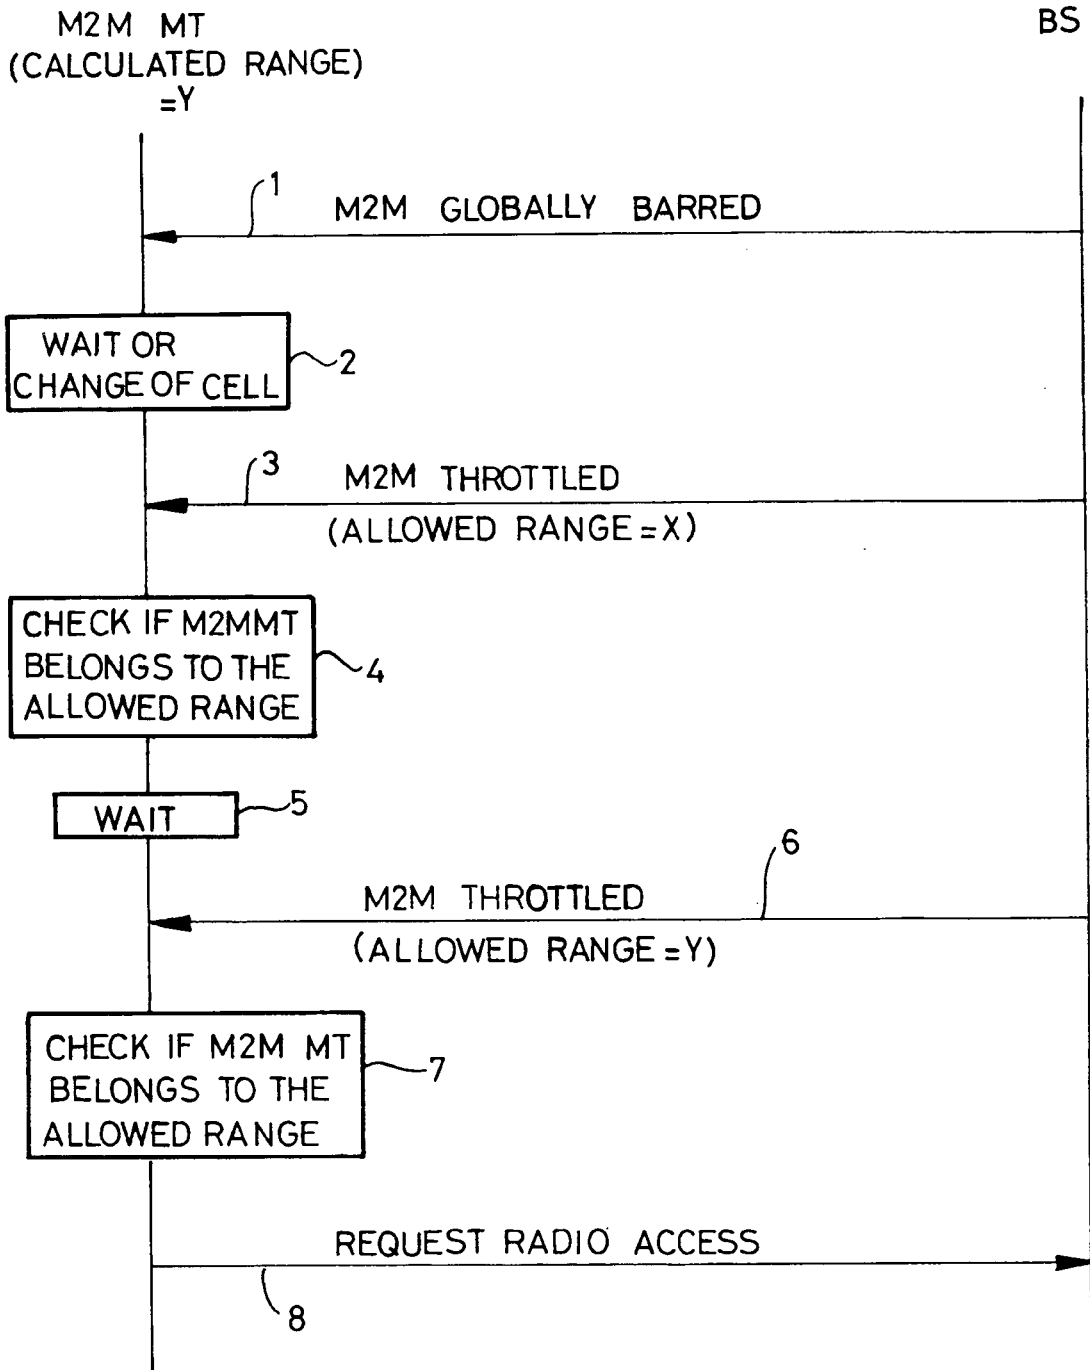 M2M MT
(CALCULATED RANGE)
=Y
BS
1
M2M GLOBALLY BARRED
WAIT OR
CHANGE OF CELL
2
3
M2M THROTTLED
(ALLOWED RANGE=X)
CHECK IF M2MMT
BELONGS TO THE
ALLOWED RANGE
4
WAIT
5
6
M2M THROTTLED
(ALLOWED RANGE=Y)
CHECK IF M2M MT
BELONGS TO THE
ALLOWED RANGE
7
REQUEST RADIO ACCESS
8